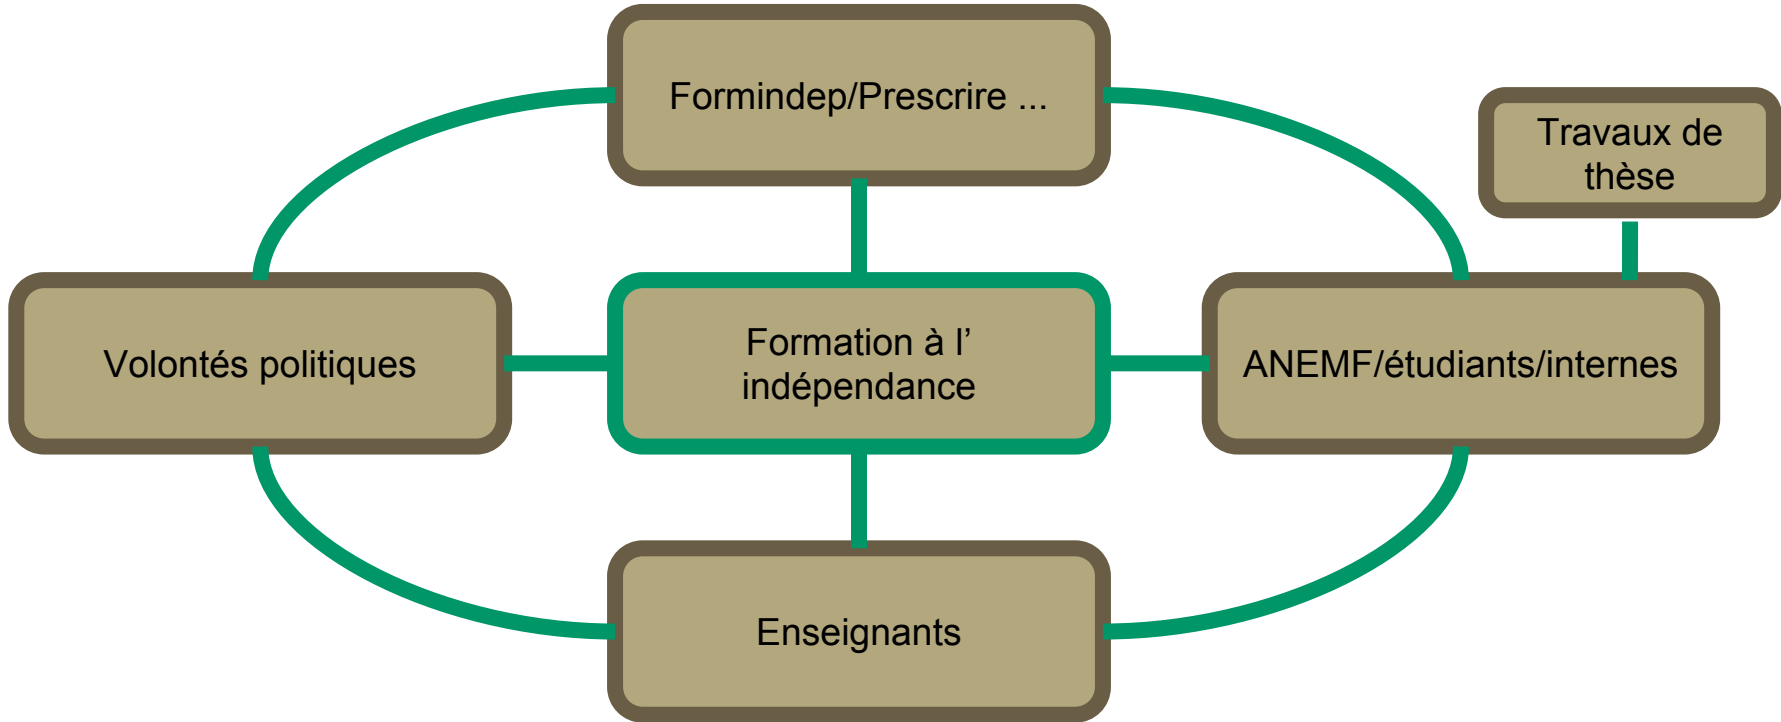 Formindep/Prescrire ...
Travaux de
thèse
Volontés politiques
Formation à l’
indépendance
ANEMF/étudiants/internes
Enseignants